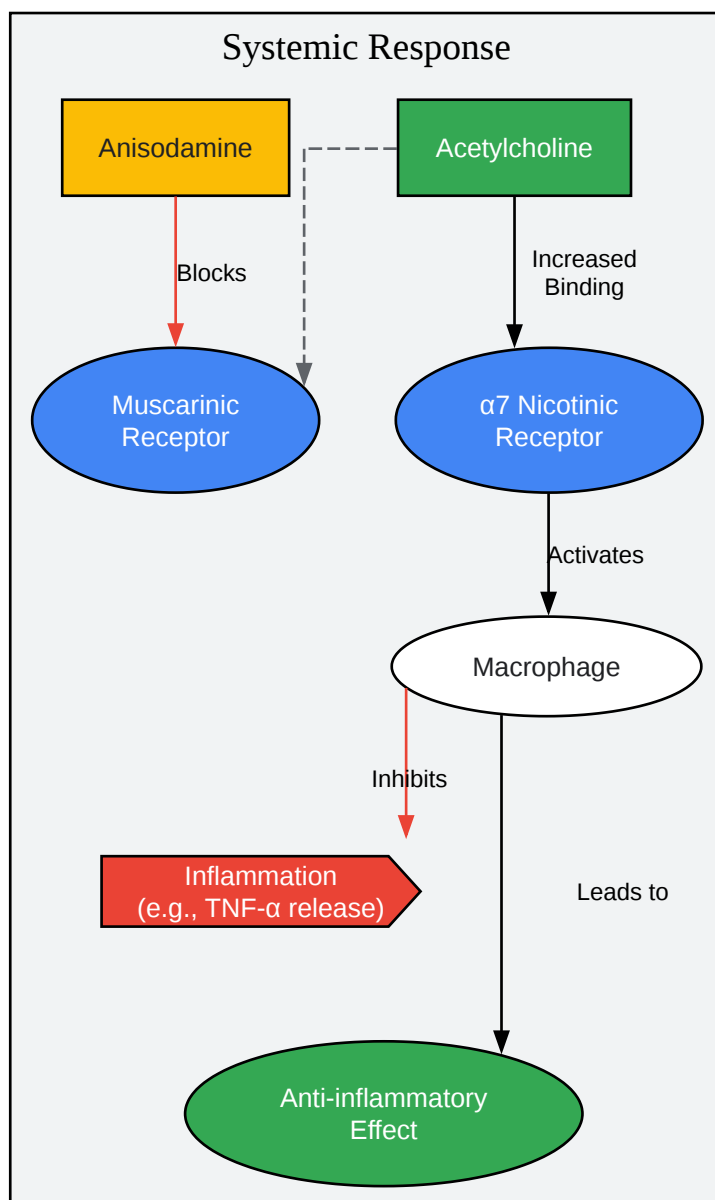 Systemic Response
Anisodamine
Acetylcholine
Blocks
Increased
Binding
Muscarinic
Receptor
α7 Nicotinic
Receptor
Activates
Macrophage
Inhibits
Inflammation
(e.g., TNF-α release)
Leads to
Anti-inflammatory
Effect